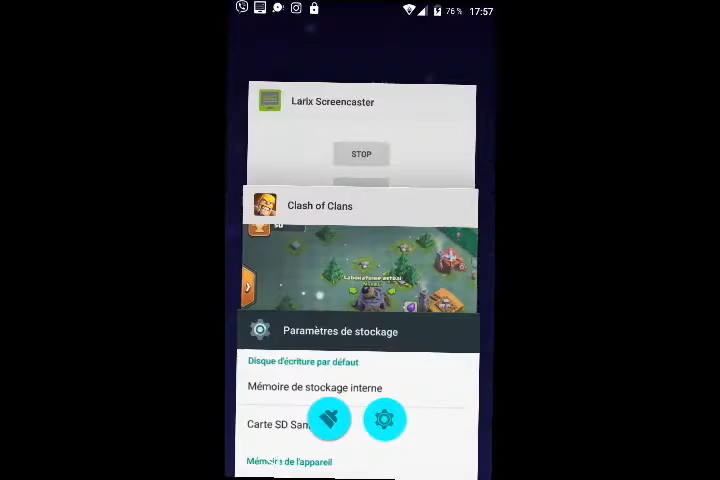 76 % 17:57
Larix Screencaster
STOP
Clash of Clans
Paramètres de stockage
Disque d'écriture par défaut
Mémoire de stockage interne
Carte SD San
Mémoire de l'appareil